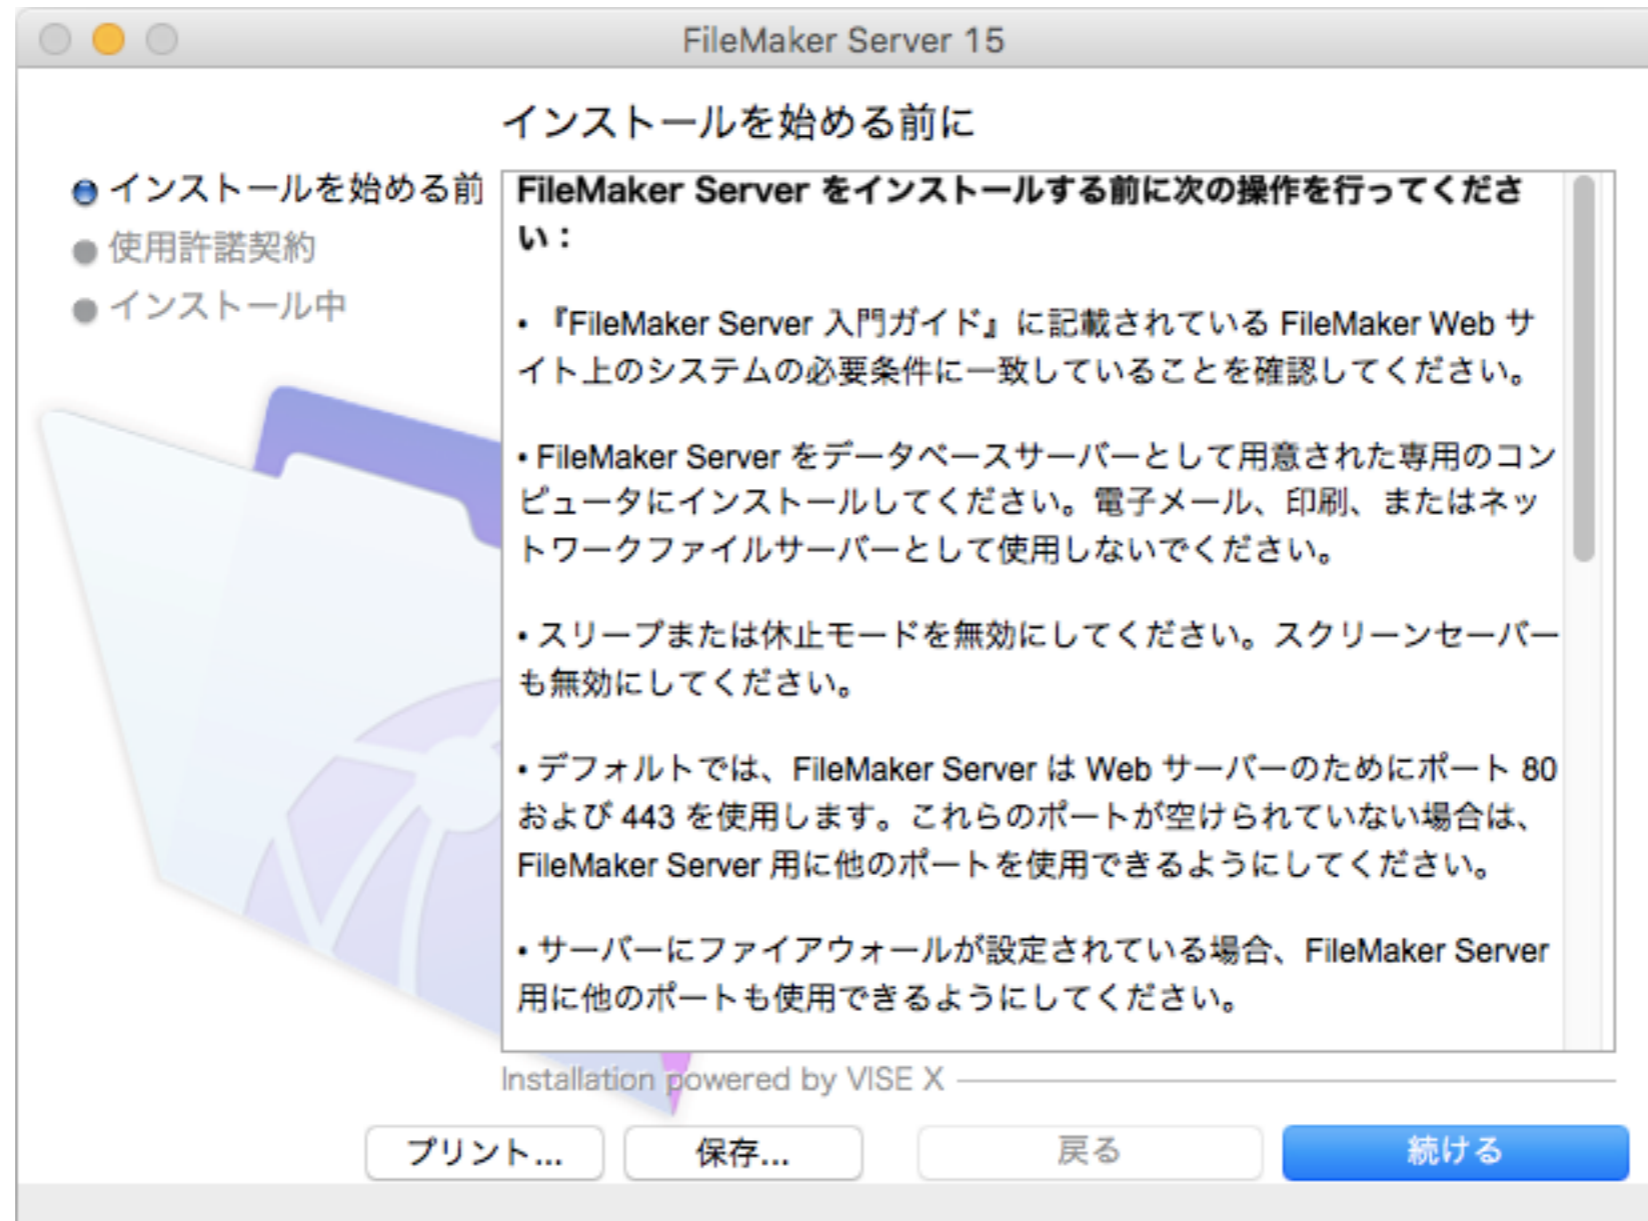 FileMaker Server 15
インストールを始める前に
インストールを始める前
使用許諾契約
インストール中
FileMaker Server をインストールする前に次の操作を行ってくださ
い：
• 『FileMaker Server 入門ガイド』に記載されている FileMaker Web サ
イト上のシステムの必要条件に一致していることを確認してください。
• FileMaker Server をデータベースサーバーとして用意された専用のコン
ピュータにインストールしてください。電子メール、印刷、またはネッ
トワークファイルサーバーとして使用しないでください。
• スリープまたは休止モードを無効にしてください。スクリーンセーバー
も無効にしてください。
• デフォルトでは、FileMaker Server は Web サーバーのためにポート 80
および 443 を使用します。これらのポートが空けられていない場合は、
FileMaker Server 用に他のポートを使用できるようにしてください。
• サーバーにファイアウォールが設定されている場合、FileMaker Server
用に他のポートも使用できるようにしてください。
Installation powered by VISE X
プリント...
保存...
戻る
続ける